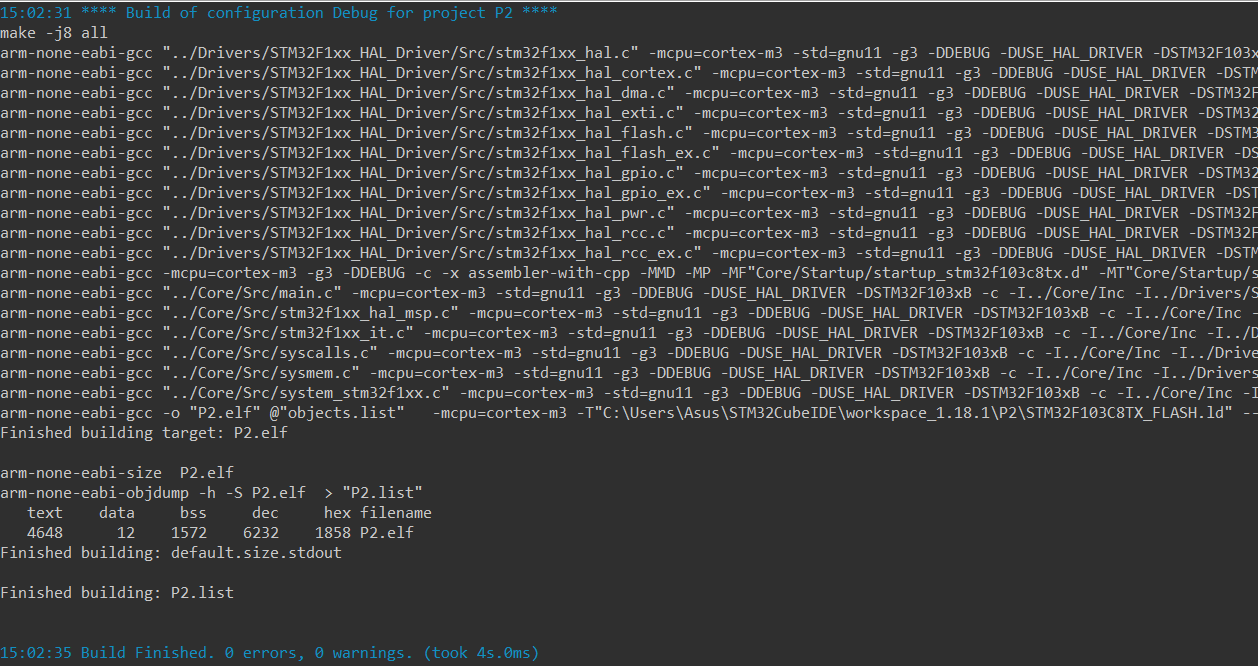 15:02:31 **** Build of configuration Debug for project P2 ****
make -j8 all
arm-none-eabi-gcc "../Drivers/STM32F1xx_HAL_Driver/Src/stm32f1xx_hal.c" -mcpu=cortex-m3 -std=gnu11 -g3 -DDEBUG -DUSE_HAL_DRIVER -DSTM32F103x
arm-none-eabi-gcc "../Drivers/STM32F1xx_HAL_Driver/Src/stm32f1xx_hal_cortex.c" -mcpu=cortex-m3 -std=gnu11 -g3 -DDEBUG -DUSE_HAL_DRIVER -DSTM
arm-none-eabi-gcc "../Drivers/STM32F1xx_HAL_Driver/Src/stm32f1xx_hal_dma.c" -mcpu=cortex-m3 -std=gnu11 -g3 -DDEBUG -DUSE_HAL_DRIVER -DSTM32F
arm-none-eabi-gcc "../Drivers/STM32F1xx_HAL_Driver/Src/stm32f1xx_hal_exti.c" -mcpu=cortex-m3 -std=gnu11 -g3 -DDEBUG -DUSE_HAL_DRIVER -DSTM32
arm-none-eabi-gcc "../Drivers/STM32F1xx_HAL_Driver/Src/stm32f1xx_hal_flash.c" -mcpu=cortex-m3 -std=gnu11 -g3 -DDEBUG -DUSE_HAL_DRIVER -DSTM3
arm-none-eabi-gcc "../Drivers/STM32F1xx_HAL_Driver/Src/stm32f1xx_hal_flash_ex.c" -mcpu=cortex-m3 -std=gnu11 -g3 -DDEBUG -DUSE_HAL_DRIVER -DS
arm-none-eabi-gcc "../Drivers/STM32F1xx_HAL_Driver/Src/stm32f1xx_hal_gpio.c" -mcpu=cortex-m3 -std=gnu11 -g3 -DDEBUG -DUSE_HAL_DRIVER -DSTM32
arm-none-eabi-gcc "../Drivers/STM32F1xx_HAL_Driver/Src/stm32f1xx_hal_gpio_ex.c" -mcpu=cortex-m3 -std=gnu11 -g3 -DDEBUG -DUSE_HAL_DRIVER -DST
arm-none-eabi-gcc "../Drivers/STM32F1xx_HAL_Driver/Src/stm32f1xx_hal_pwr.c" -mcpu=cortex-m3 -std=gnu11 -g3 -DDEBUG -DUSE_HAL_DRIVER -DSTM32F
arm-none-eabi-gcc "../Drivers/STM32F1xx_HAL_Driver/Src/stm32f1xx_hal_rcc.c" -mcpu=cortex-m3 -std=gnu11 -g3 -DDEBUG -DUSE_HAL_DRIVER -DSTM32F
arm-none-eabi-gcc "../Drivers/STM32F1xx_HAL_Driver/Src/stm32f1xx_hal_rcc_ex.c" -mcpu=cortex-m3 -std=gnu11 -g3 -DDEBUG -DUSE_HAL_DRIVER -DSTM
arm-none-eabi-gcc -mcpu=cortex-m3 -g3 -DDEBUG -c -x assembler-with-cpp -MMD -MP -MF"Core/Startup/startup_stm32f103c8tx.d" -MT"Core/Startup/s
arm-none-eabi-gcc "../Core/Src/main.c" -mcpu=cortex-m3 -std=gnu11 -g3 -DDEBUG -DUSE_HAL_DRIVER -DSTM32F103xB -c -I../Core/Inc -I../Drivers/S
arm-none-eabi-gcc "../Core/Src/stm32f1xx_hal_msp.c" -mcpu=cortex-m3 -std=gnu11 -g3 -DDEBUG -DUSE_HAL_DRIVER -DSTM32F103xB -c -I../Core/Inc -
arm-none-eabi-gcc "../Core/Src/stm32f1xx_it.c" -mcpu=cortex-m3 -std=gnu11 -g3 -DDEBUG -DUSE_HAL_DRIVER -DSTM32F103xB -c -I../Core/Inc -I../D
arm-none-eabi-gcc "../Core/Src/syscalls.c" -mcpu=cortex-m3 -std=gnu11 -g3 -DDEBUG -DUSE_HAL_DRIVER -DSTM32F103xB -c -I../Core/Inc -I../Drive
arm-none-eabi-gcc "../Core/Src/sysmem.c" -mcpu=cortex-m3 -std=gnu11 -g3 -DDEBUG -DUSE_HAL_DRIVER -DSTM32F103xB -c -I../Core/Inc -I../Drivers
arm-none-eabi-gcc "../Core/Src/system_stm32f1xx.c" -mcpu=cortex-m3 -std=gnu11 -g3 -DDEBUG -DUSE_HAL_DRIVER -DSTM32F103xB -c -I../Core/Inc -I
arm-none-eabi-gcc -o "P2.elf" @"objects.list"   -mcpu=cortex-m3 -T"C:\Users\Asus\STM32CubeIDE\workspace_1.18.1\P2\STM32F103C8TX_FLASH.ld" --
Finished building target: P2.elf
arm-none-eabi-size  P2.elf
arm-none-eabi-objdump -h -S P2.elf  > "P2.list"
   text    data     bss     dec     hex filename
   4648      12    1572    6232    1858 P2.elf
Finished building: default.size.stdout
Finished building: P2.list
15:02:35 Build Finished. 0 errors, 0 warnings. (took 4s.0ms)